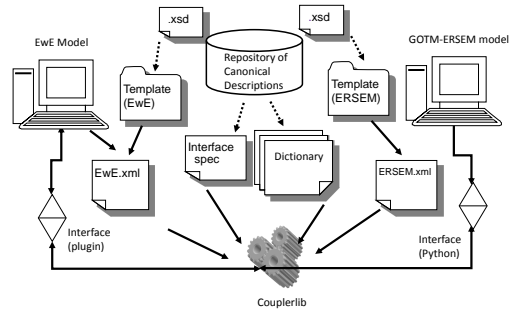 .xsd
.xsd
EwE Model
GOTM-ERSEM model
Repository of
Canonical
Descriptions
Template
(EwE)
Template
(ERSEM)
Interface
spec
Dictionary
EwE.xml
ERSEM.xml
Interface
(plugin)
Interface
(Python)
Couplerlib